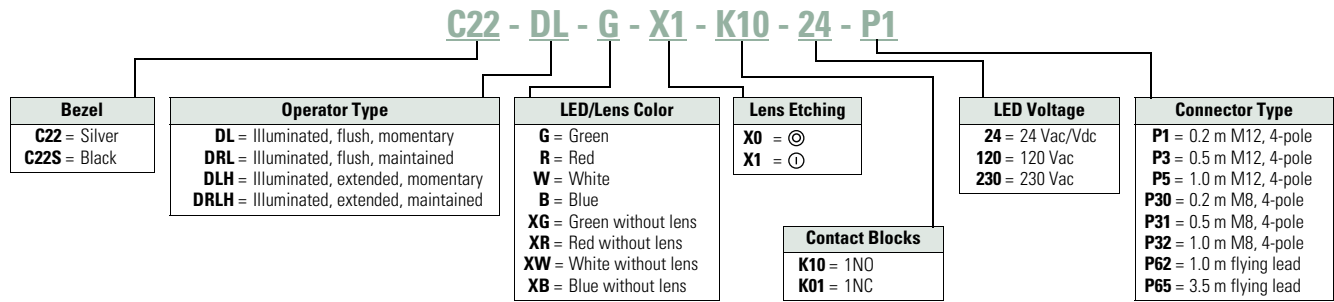 C22 - DL - G - X1 - K10 - 24 - P1
Bezel
C22 = Silver
C22S = Black
Operator Type
DL = Illuminated, flush, momentary
DRL = Illuminated, flush, maintained
DLH = Illuminated, extended, momentary
DRLH = Illuminated, extended, maintained
LED/Lens Color
G = Green
R = Red
W = White
B = Blue
XG = Green without lens
XR = Red without lens
XW = White without lens
XB = Blue without lens
Lens Etching
X0 = ◎
X1 = ⏼
Contact Blocks
K10 = 1NO
K01 = 1NC
LED Voltage
24 = 24 Vac/Vdc
120 = 120 Vac
230 = 230 Vac
Connector Type
P1 = 0.2 m M12, 4-pole
P3 = 0.5 m M12, 4-pole
P5 = 1.0 m M12, 4-pole
P30 = 0.2 m M8, 4-pole
P31 = 0.5 m M8, 4-pole
P32 = 1.0 m M8, 4-pole
P62 = 1.0 m flying lead
P65 = 3.5 m flying lead